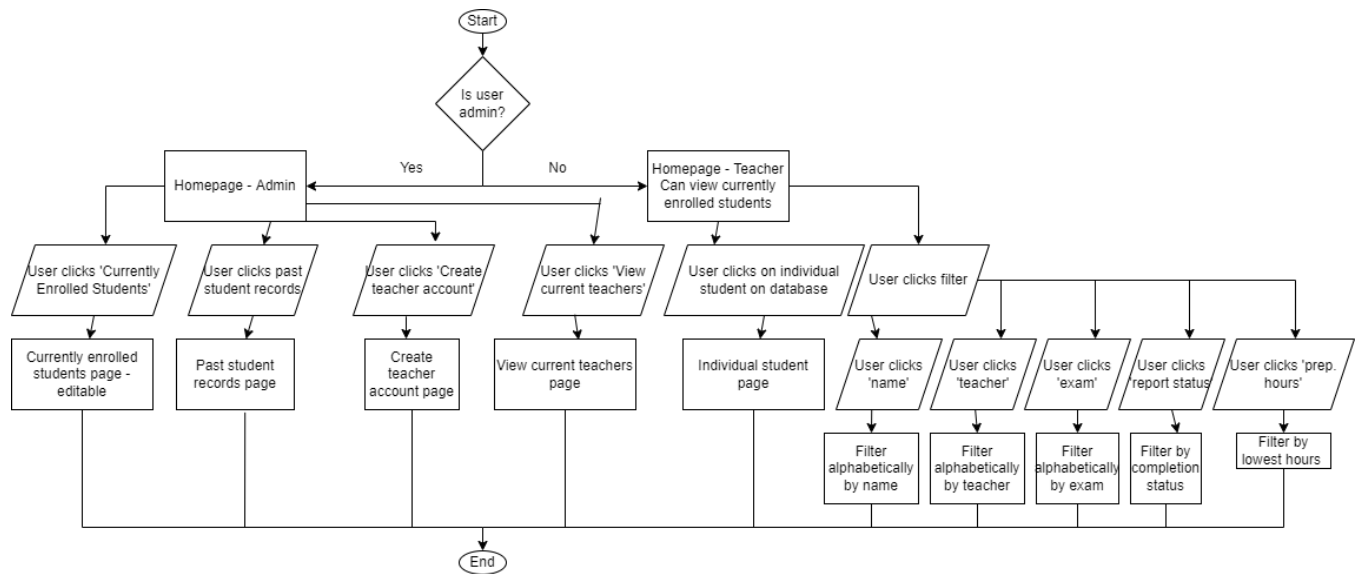 Start
Is user
admin?
Yes
No
Homepage - Admin
Homepage - Teacher
Can view currently
enrolled students
User clicks 'Currently
Enrolled Students'
User clicks past
student records
User clicks 'Create
teacher account'
User clicks 'View
current teachers'
User clicks on individual
student on database
User clicks filter
Currently enrolled
students page -
editable
Past student
records page
Create
teacher
account page
View current teachers
page
Individual student
page
User clicks
'name'
User clicks
'teacher'
User clicks
'exam'
User clicks
'report status
User clicks 'prep.
hours'
Filter
alphabetically
by name
Filter
alphabetically
by teacher
Filter
alphabetically
by exam
Filter by
completion
status
Filter by
lowest hours
End